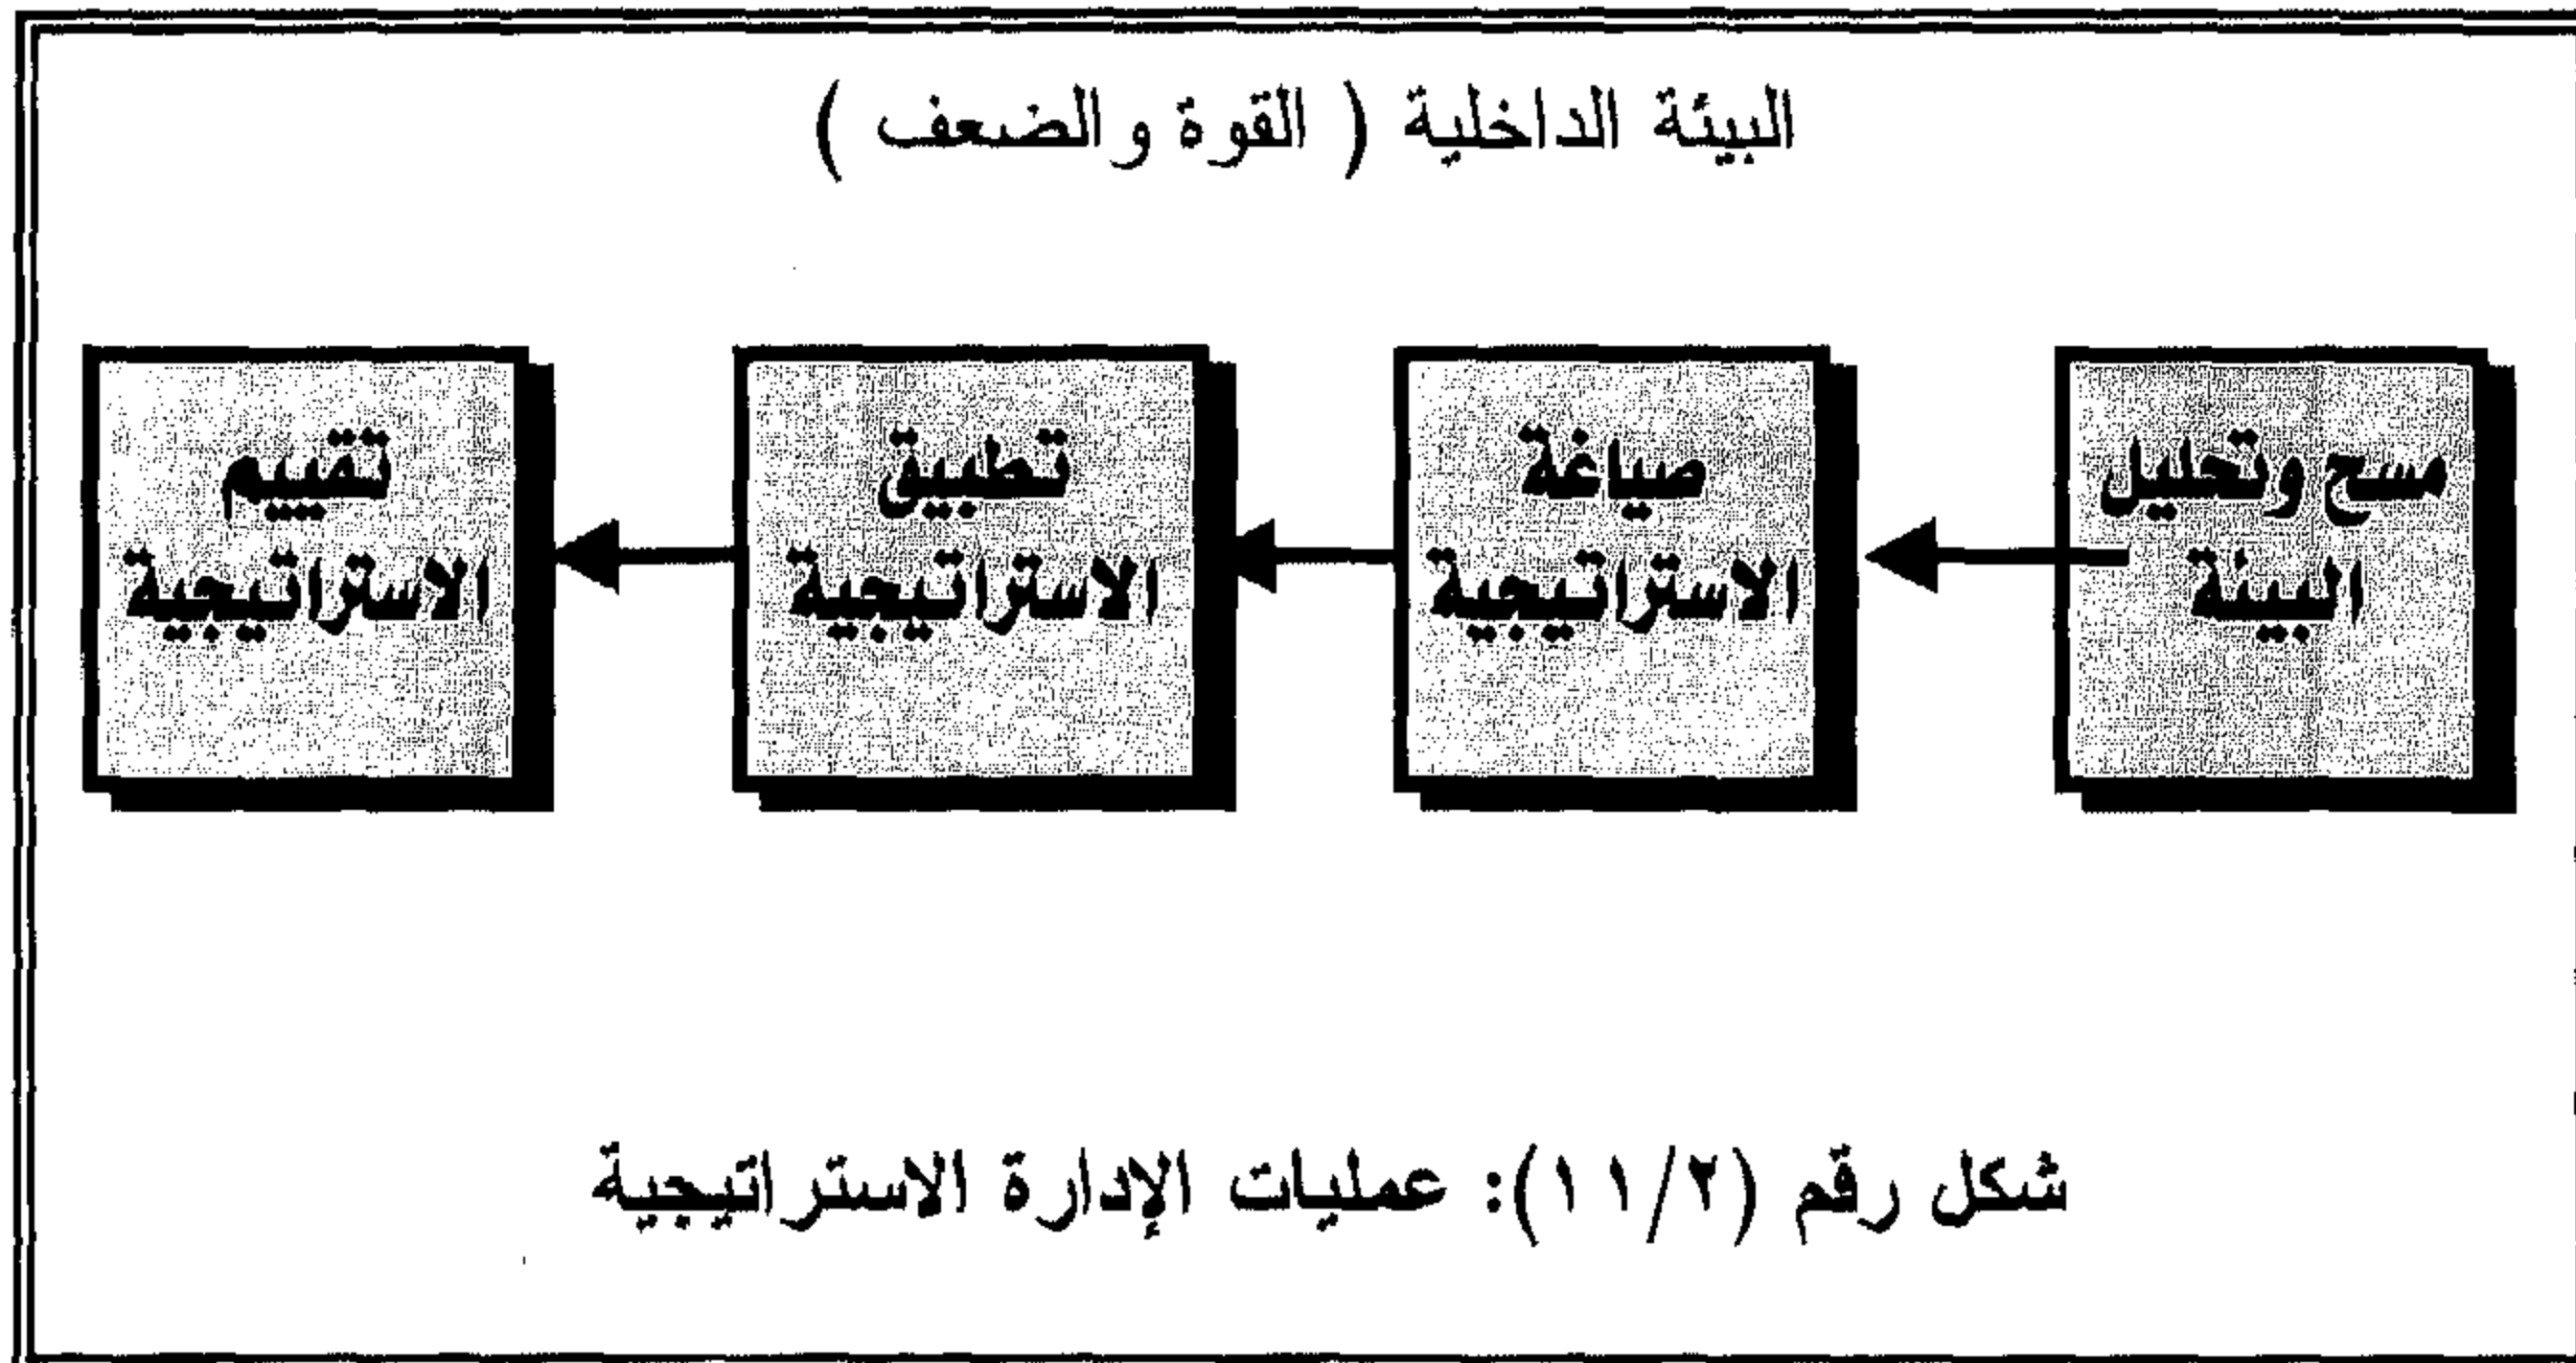 البيئة الداخلية ( القوة والضعف )
مسح وتحليل
البيئة
صياغة
الاستراتيجية
تطبيق
الاستراتيجية
تقييم
الاستراتيجية
شكل رقم (١١/٢): عمليات الإدارة الاستراتيجية